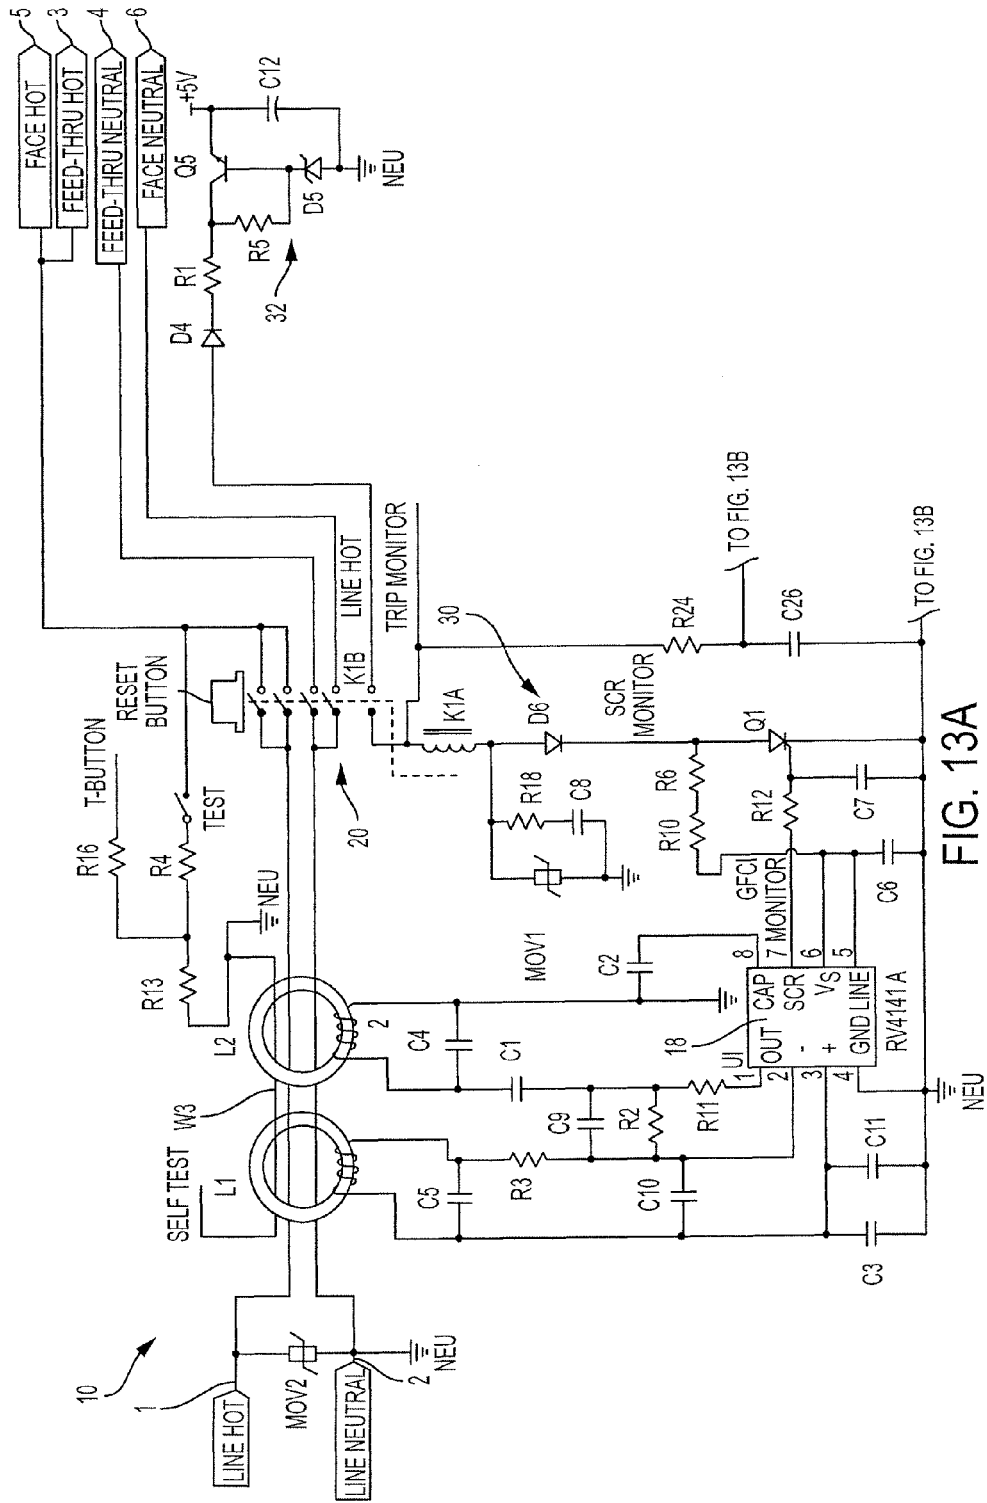 10
1
LINE HOT
MOV2
LINE NEUTRAL
2
NEU
SELF TEST
L1
W3
L2
R13
NEU
R16
T-BUTTON
R4
TEST
RESET
BUTTON
20
K1B
LINE HOT
TRIP MONITOR
K1A
30
D6
5
FACE HOT
3
FEED-THRU HOT
4
FEED-THRU NEUTRAL
6
FACE NEUTRAL
D4
R1
R5
32
Q5
+5V
C12
D5
NEU
2
C4
C1
C5
R3
C9
R2
C10
R11
C2
MOV1
R18
C8
R10
R6
SCR
MONITOR
R24
TO FIG. 13B
C26
Q1
R12
C7
GFCI
MONITOR
C6
18
UI
1
2
3
4
OUT CAP
- SCR
+ VS
GND LINE
8
7
6
5
RV4141A
C3
C11
NEU
TO FIG. 13B
FIG. 13A